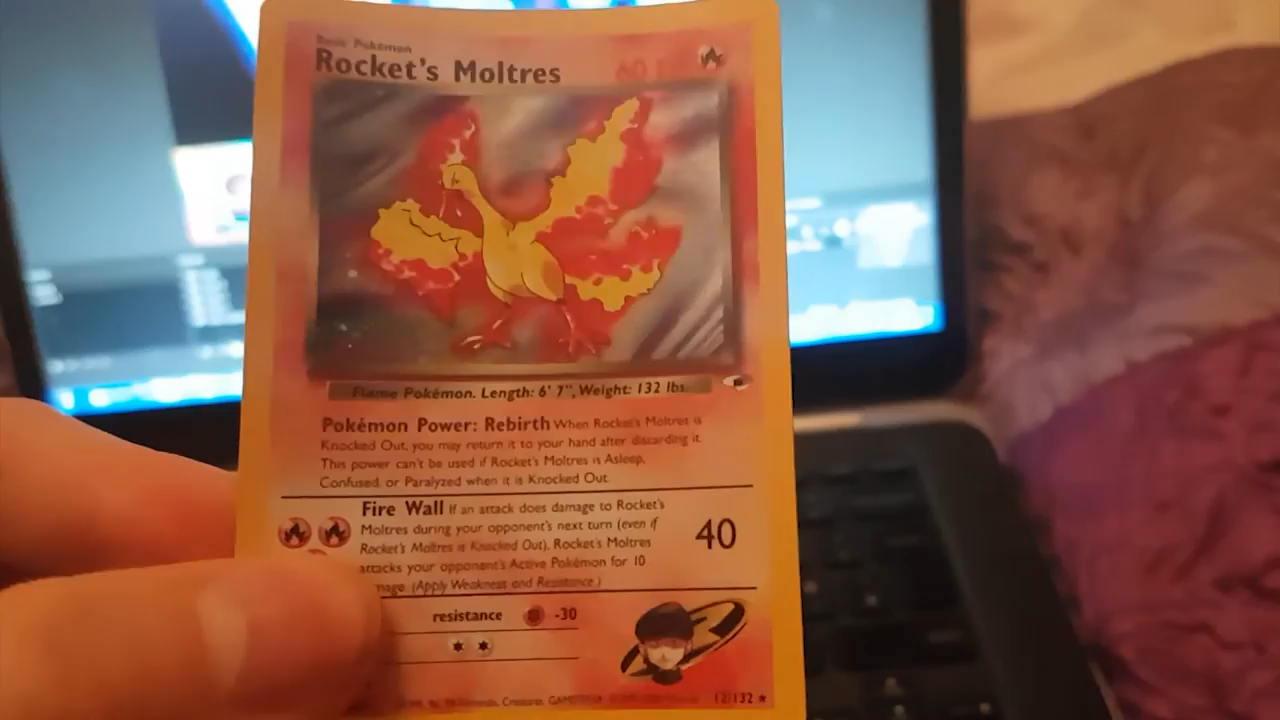 Basic Pokémon
Rocket's Moltres 60
Flame Pokémon. Length: 6' 7", Weight: 132 lbs.
Pokémon Power: Rebirth When Rocket's Moltres is
Knocked Out, you may return it to your hand after discarding it.
This power can't be used if Rocket's Moltres is Asleep,
Confused, or Paralyzed when it is Knocked Out.
Fire Wall If an attack does damage to Rocket's
Moltres during your opponent's next turn (even if
Rocket's Moltres is Knocked Out), Rocket's Moltres
attacks your opponent's Active Pokémon for 10
mage. (Apply Weakness and Resistance.)
40
resistance -30
Nintendo, Creatures, GAMEFREAK 12/132